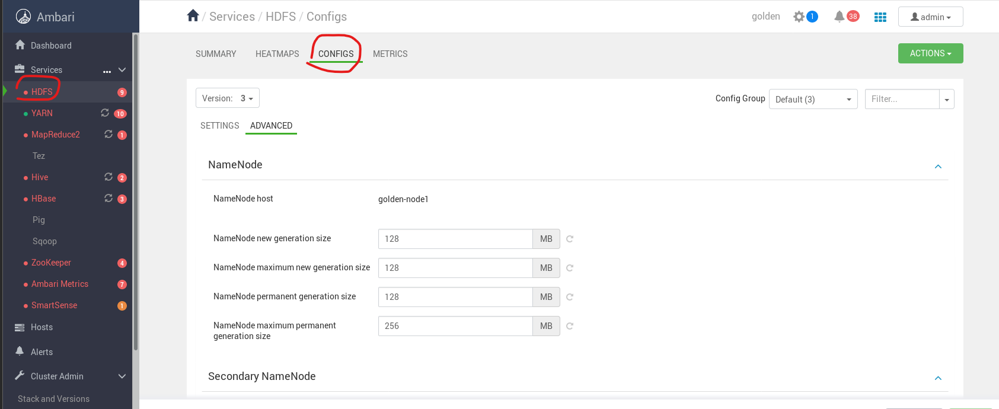 Ambari
/ Services / HDFS / Configs
golden
1
38
admin
Dashboard
Services
...
HDFS 9
YARN 10
MapReduce2 1
Tez
Hive 2
HBase 3
Pig
Sqoop
ZooKeeper 4
Ambari Metrics 7
SmartSense 1
Hosts
Alerts
Cluster Admin
Stack and Versions
SUMMARY HEATMAPS CONFIGS METRICS
ACTIONS
Version: 3
Config Group Default (3) Filter...
SETTINGS ADVANCED
NameNode
NameNode host golden-node1
NameNode new generation size 128 MB
NameNode maximum new generation size 128 MB
NameNode permanent generation size 128 MB
NameNode maximum permanent 256 MB
generation size
Secondary NameNode